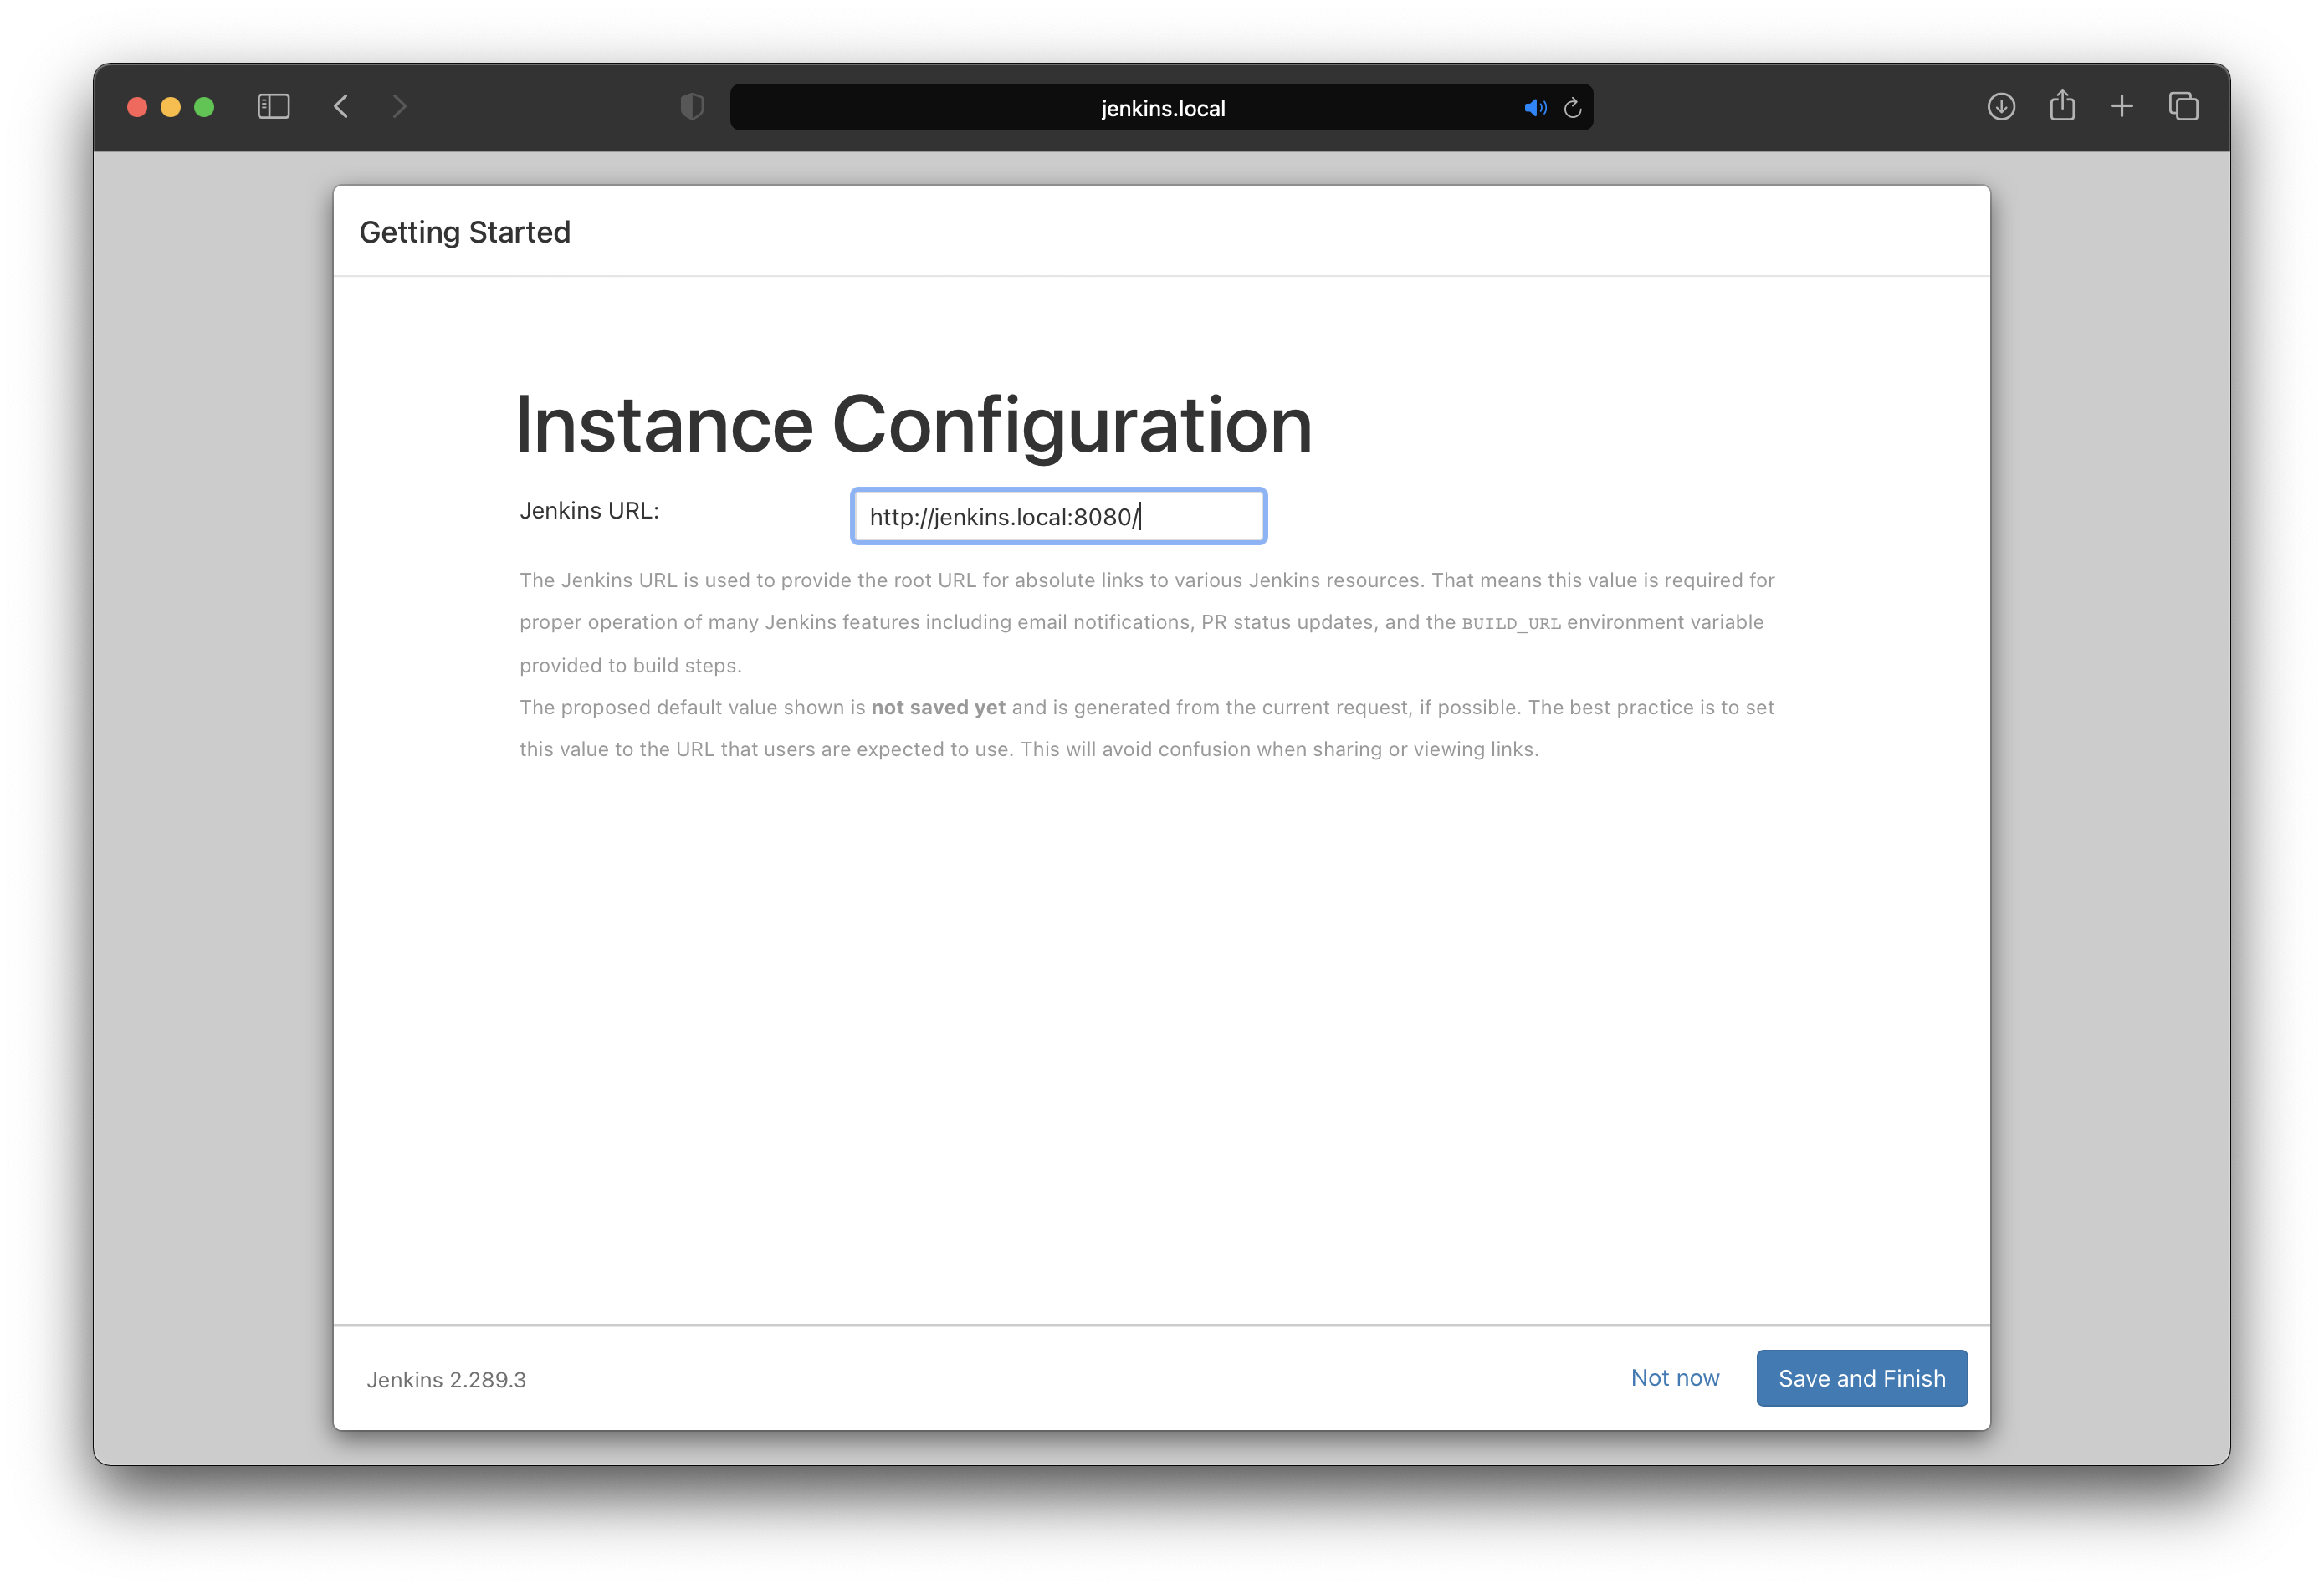 jenkins.local
Getting Started
Instance Configuration
Jenkins URL:
http://jenkins.local:8080/
The Jenkins URL is used to provide the root URL for absolute links to various Jenkins resources. That means this value is required for
proper operation of many Jenkins features including email notifications, PR status updates, and the BUILD_URL environment variable
provided to build steps.
The proposed default value shown is not saved yet and is generated from the current request, if possible. The best practice is to set
this value to the URL that users are expected to use. This will avoid confusion when sharing or viewing links.
Jenkins 2.289.3
Not now
Save and Finish